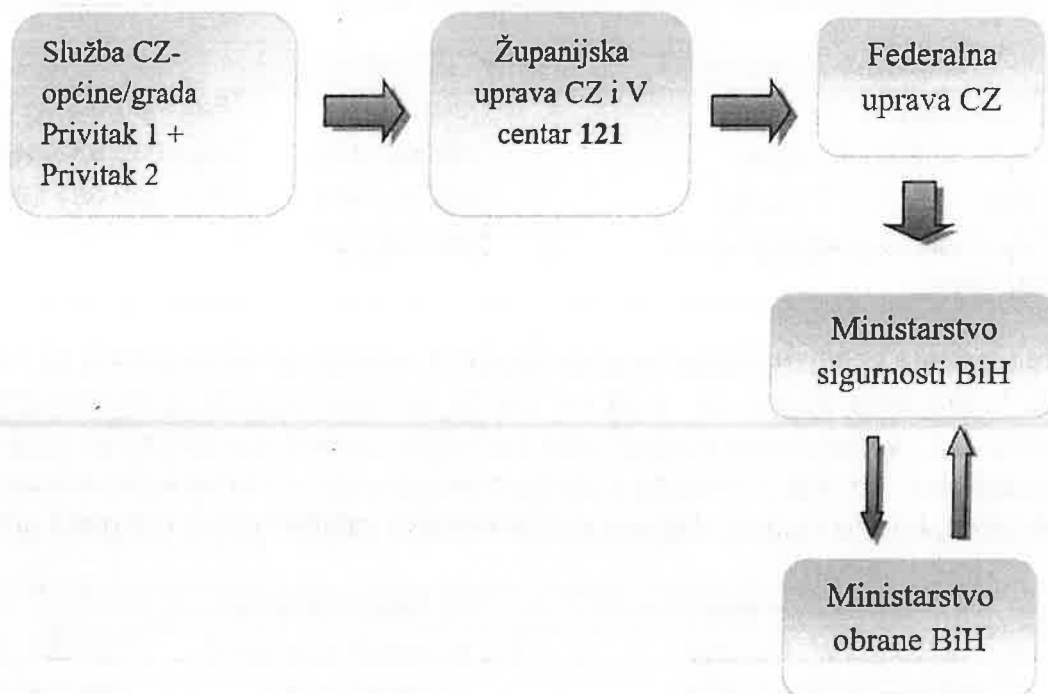 Služba CZ-
općine/grada
Privitak 1 +
Privitak 2
Županijska
uprava CZ i V
centar 121
Federalna
uprava CZ
Ministarstvo
sigurnosti BiH
Ministarstvo
obrane BiH